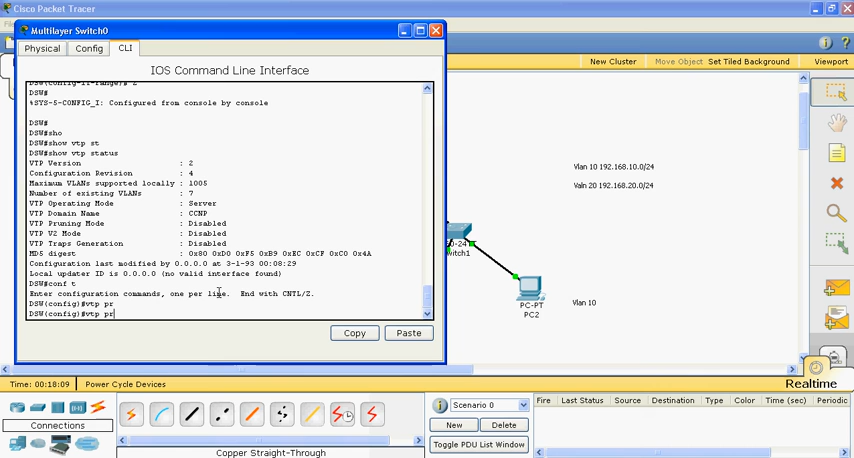 Cisco Packet Tracer
Multilayer Switch0
Physical
Config
CLI
IOS Command Line Interface
DSW#
%SYS-5-CONFIG_I: Configured from console by console
DSW#
DSW#sho
DSW#show vtp st
DSW#show vtp status
VTP Version : 2
Configuration Revision : 4
Maximum VLANs supported locally : 1005
Number of existing VLANs : 7
VTP Operating Mode : Server
VTP Domain Name : CCNP
VTP Pruning Mode : Disabled
VTP V2 Mode : Disabled
VTP Traps Generation : Disabled
MD5 digest : 0x80 0xD0 0xF5 0xB9 0xEC 0xCF 0xC0 0x4A
Configuration last modified by 0.0.0.0 at 3-1-93 00:08:29
Local updater ID is 0.0.0.0 (no valid interface found)
DSW#conf t
Enter configuration commands, one per line. End with CNTL/Z.
DSW(config)#vtp pr
DSW(config)#vtp pr
Copy
Paste
New Cluster
Move Object
Set Tiled Background
Viewport
Vlan 10 192.168.10.0/24
Valn 20 192.168.20.0/24
witch1
PC-PT
PC2
Vlan 10
Time: 00:18:09
Power Cycle Devices
Realtime
Connections
Copper Straight-Through
Scenario 0
New
Delete
Toggle PDU List Window
Fire
Last Status
Source
Destination
Type
Color
Time (sec)
Periodic